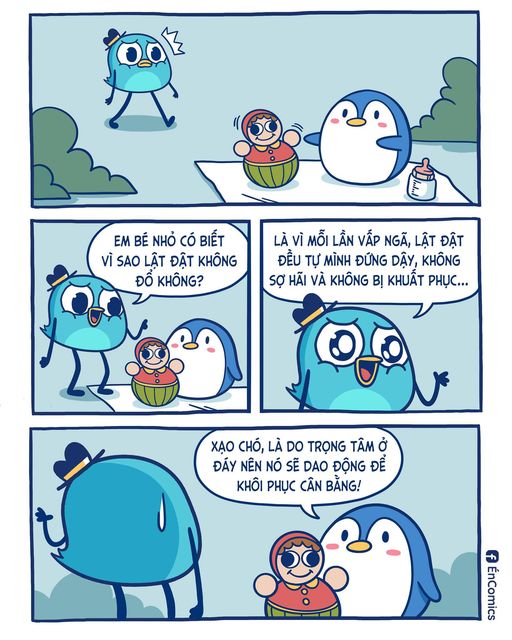 EM BÉ NHỎ CÓ BIẾT
VÌ SAO LẬT ĐẬT KHÔNG
ĐỔ KHÔNG?
LÀ VÌ MỖI LẦN VẤP NGÃ, LẬT ĐẬT
ĐỀU TỰ MÌNH ĐỨNG DẬY, KHÔNG
SỢ HÃI VÀ KHÔNG BỊ KHUẤT PHỤC...
XẠO CHÓ, LÀ DO TRỌNG TÂM Ở
ĐÁY NÊN NÓ SẼ DAO ĐỘNG ĐỂ
KHÔI PHỤC CÂN BẰNG!
ÉnComics